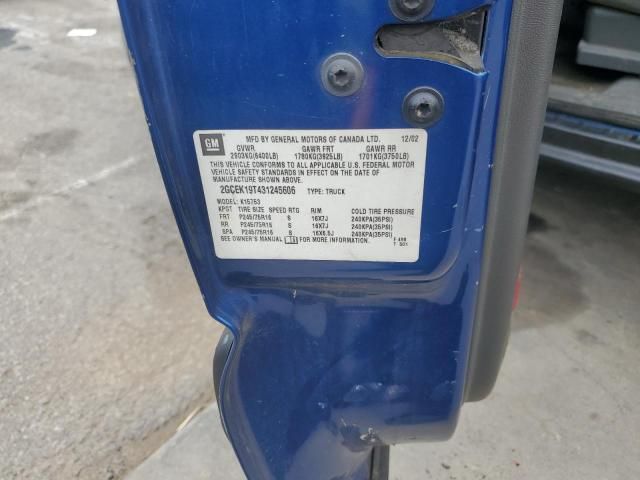 GM
MFD BY GENERAL MOTORS OF CANADA LTD. 12/02
GVWR GAWR FRT GAWR RR
2903KG(6400LB) 1780KG(3925LB) 1701KG(3750LB)
THIS VEHICLE CONFORMS TO ALL APPLICABLE U.S. FEDERAL MOTOR
VEHICLE SAFETY STANDARDS IN EFFECT ON THE DATE OF
MANUFACTURE SHOWN ABOVE.
2GCEK19T431245606 TYPE: TRUCK
MODEL: K15753
KPST TIRE SIZE SPEED RTG RIM COLD TIRE PRESSURE
FRT P245/75R16 S 16X7J 240KPA(35PSI)
RR P245/75R16 S 16X7J 240KPA(35PSI)
SPA P245/75R16 S 16X6.5J 240KPA(35PSI)
SEE OWNER'S MANUAL FOR MORE INFORMATION.
T 501